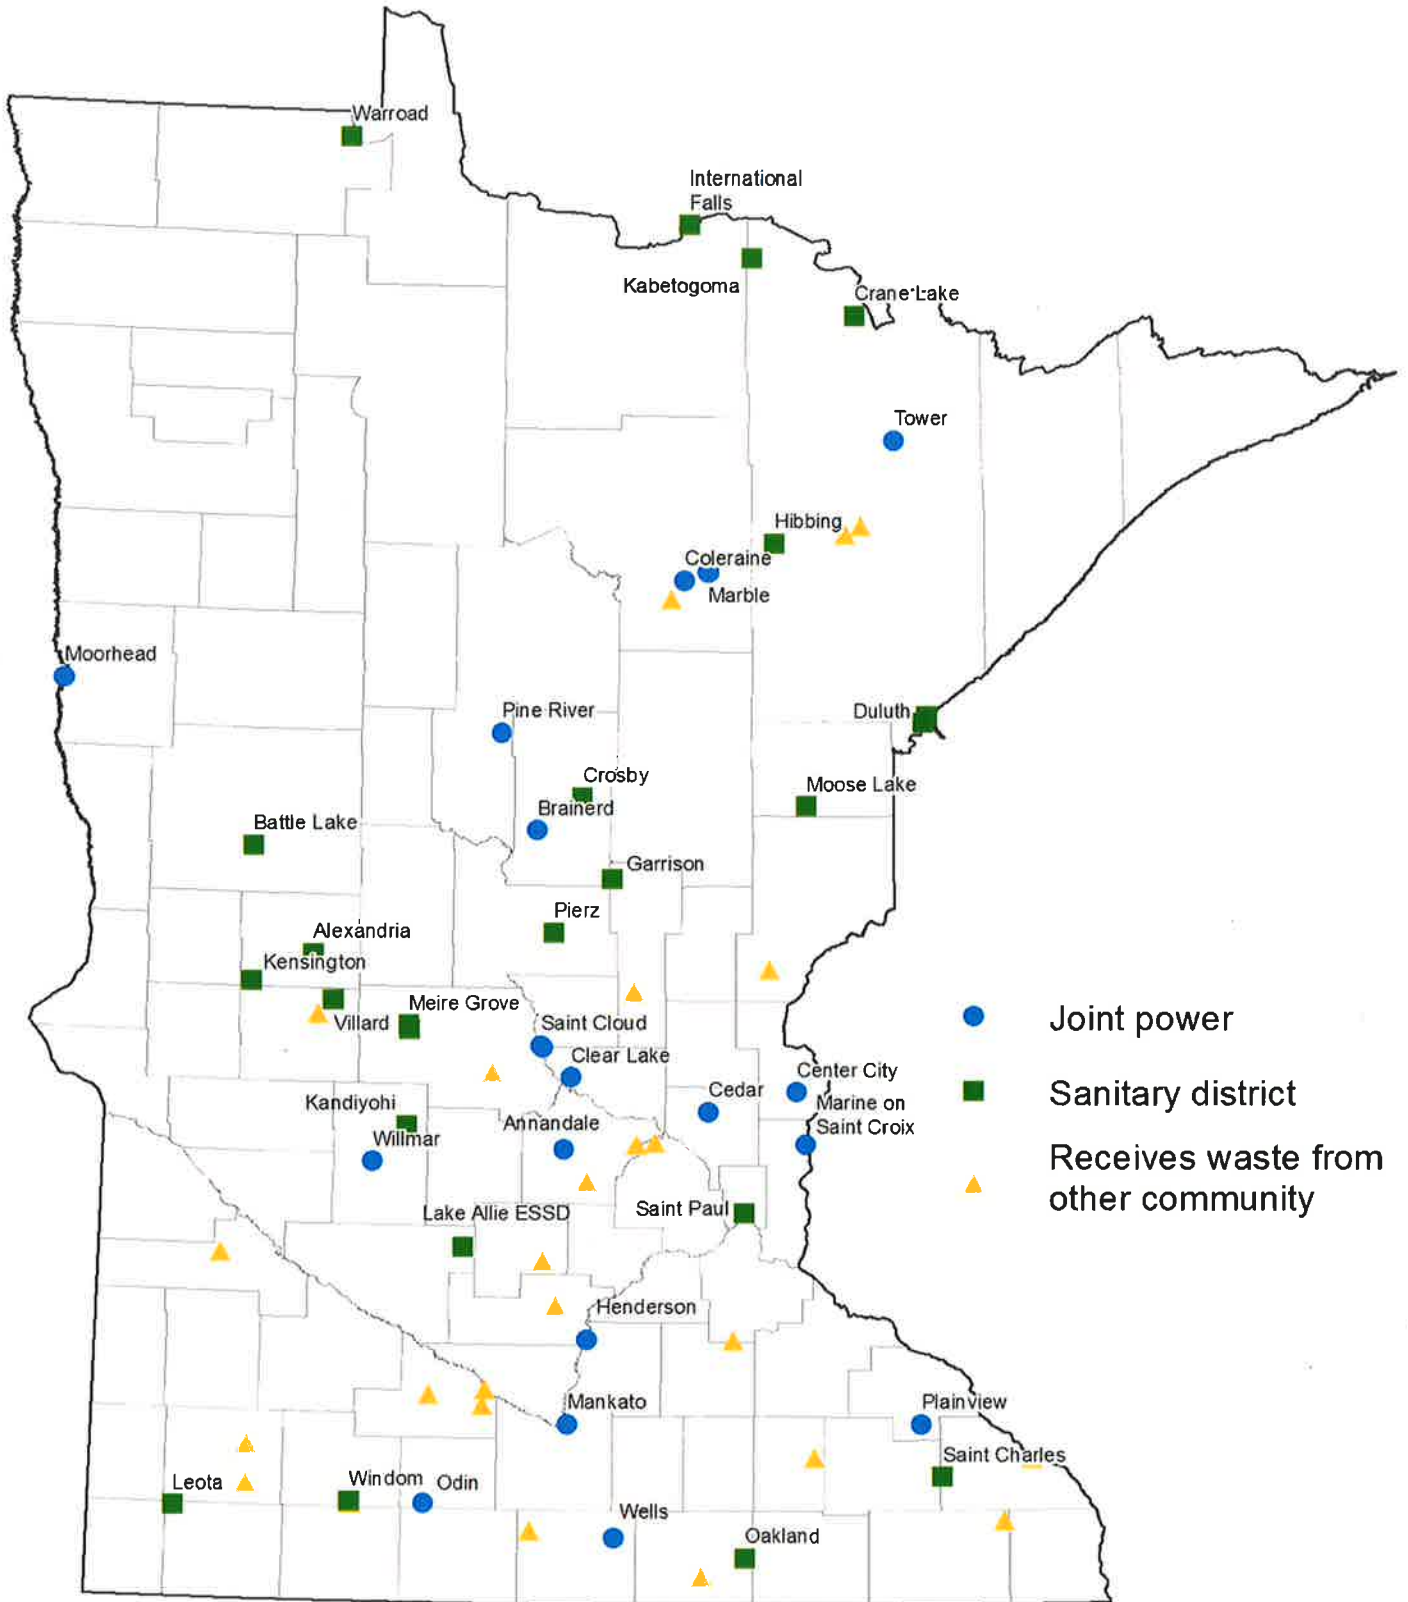 Warroad
International
Falls
Kabetogoma
Crane Lake
Tower
Hibbing
Coleraine
Marble
Moorhead
Pine River
Duluth
Crosby
Moose Lake
Brainerd
Battle Lake
Garrison
Pierz
Alexandria
Kensington
Meire Grove
Villard
Saint Cloud
Clear Lake
Center City
Cedar
Kandiyohi
Marine on
Saint Croix
Annandale
Willmar
Saint Paul
Lake Allie ESSD
Henderson
Mankato
Plainview
Saint Charles
Leota
Windom
Odin
Wells
Oakland
Joint power
Sanitary district
Receives waste from
other community